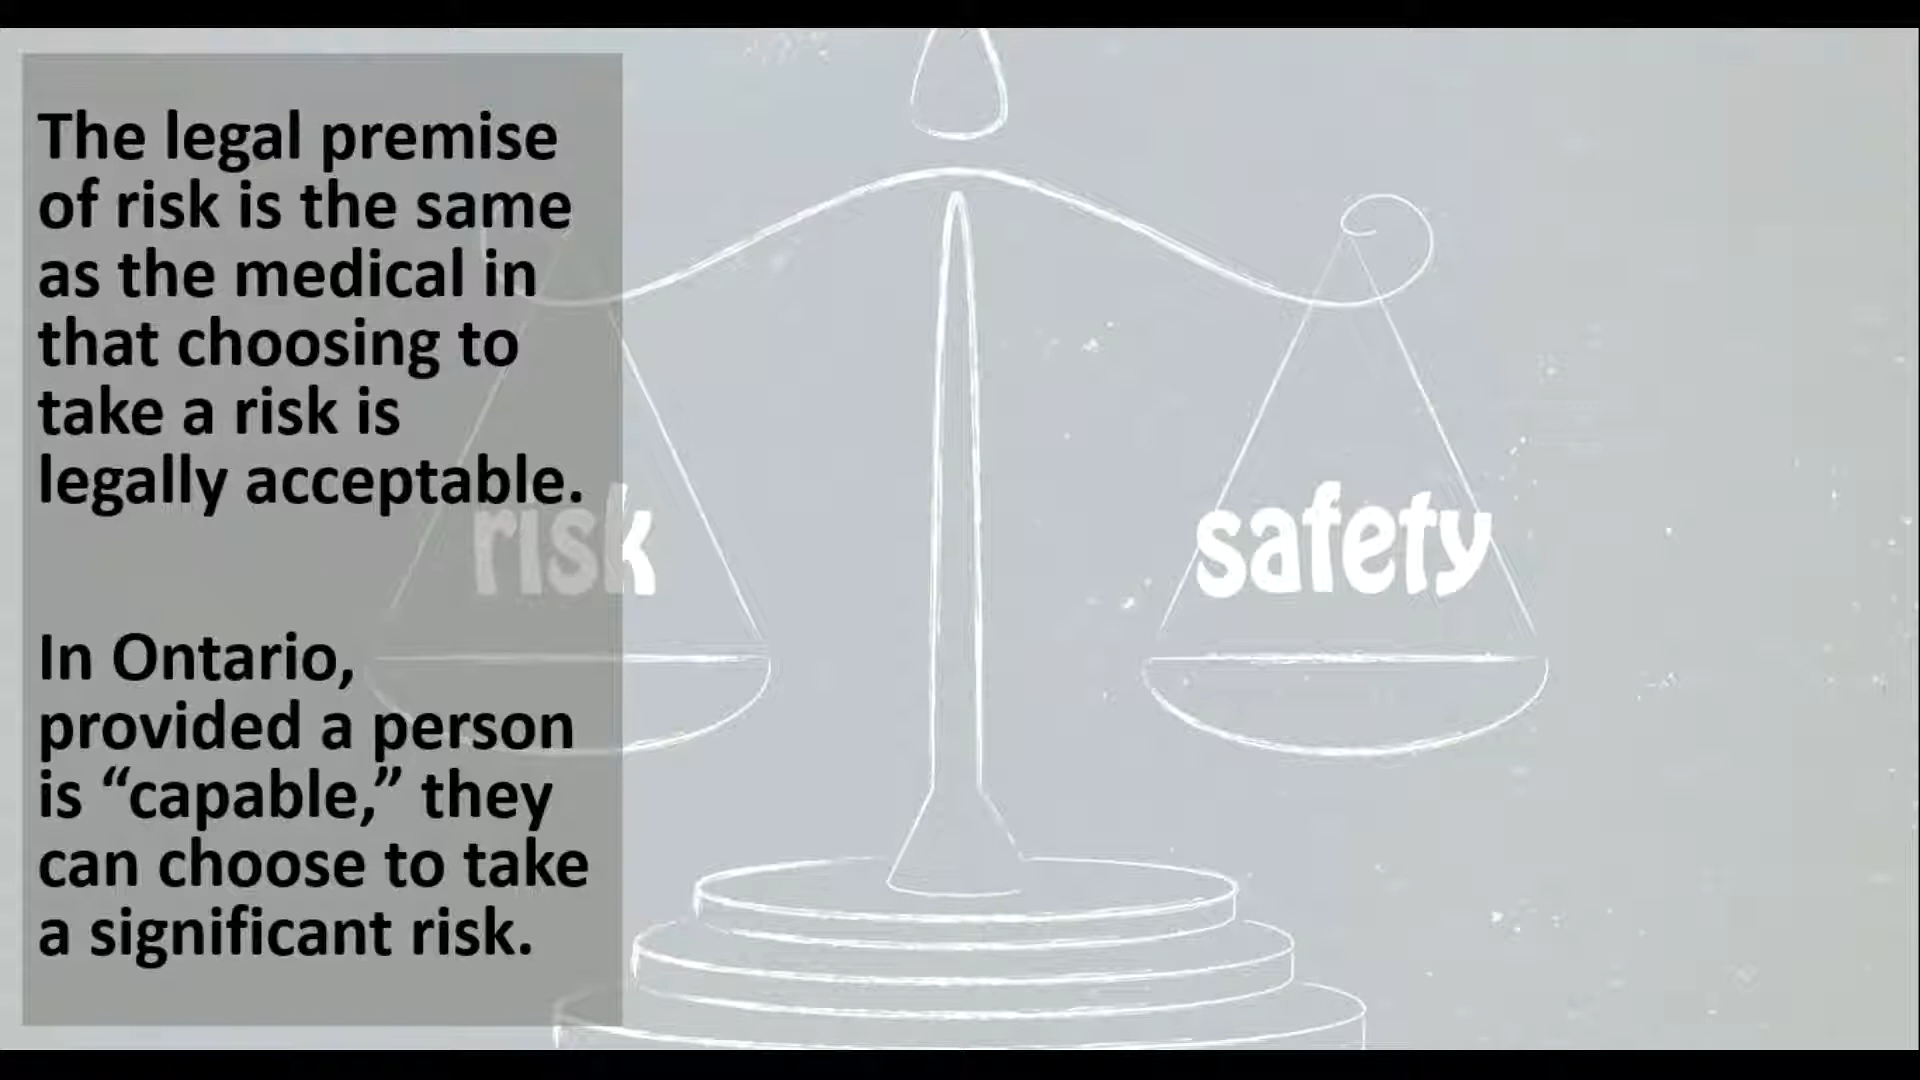 The legal premise
of risk is the same
as the medical in
that choosing to
take a risk is
legally acceptable.
In Ontario,
provided a person
is “capable,” they
can choose to take
a significant risk.
risk
safety